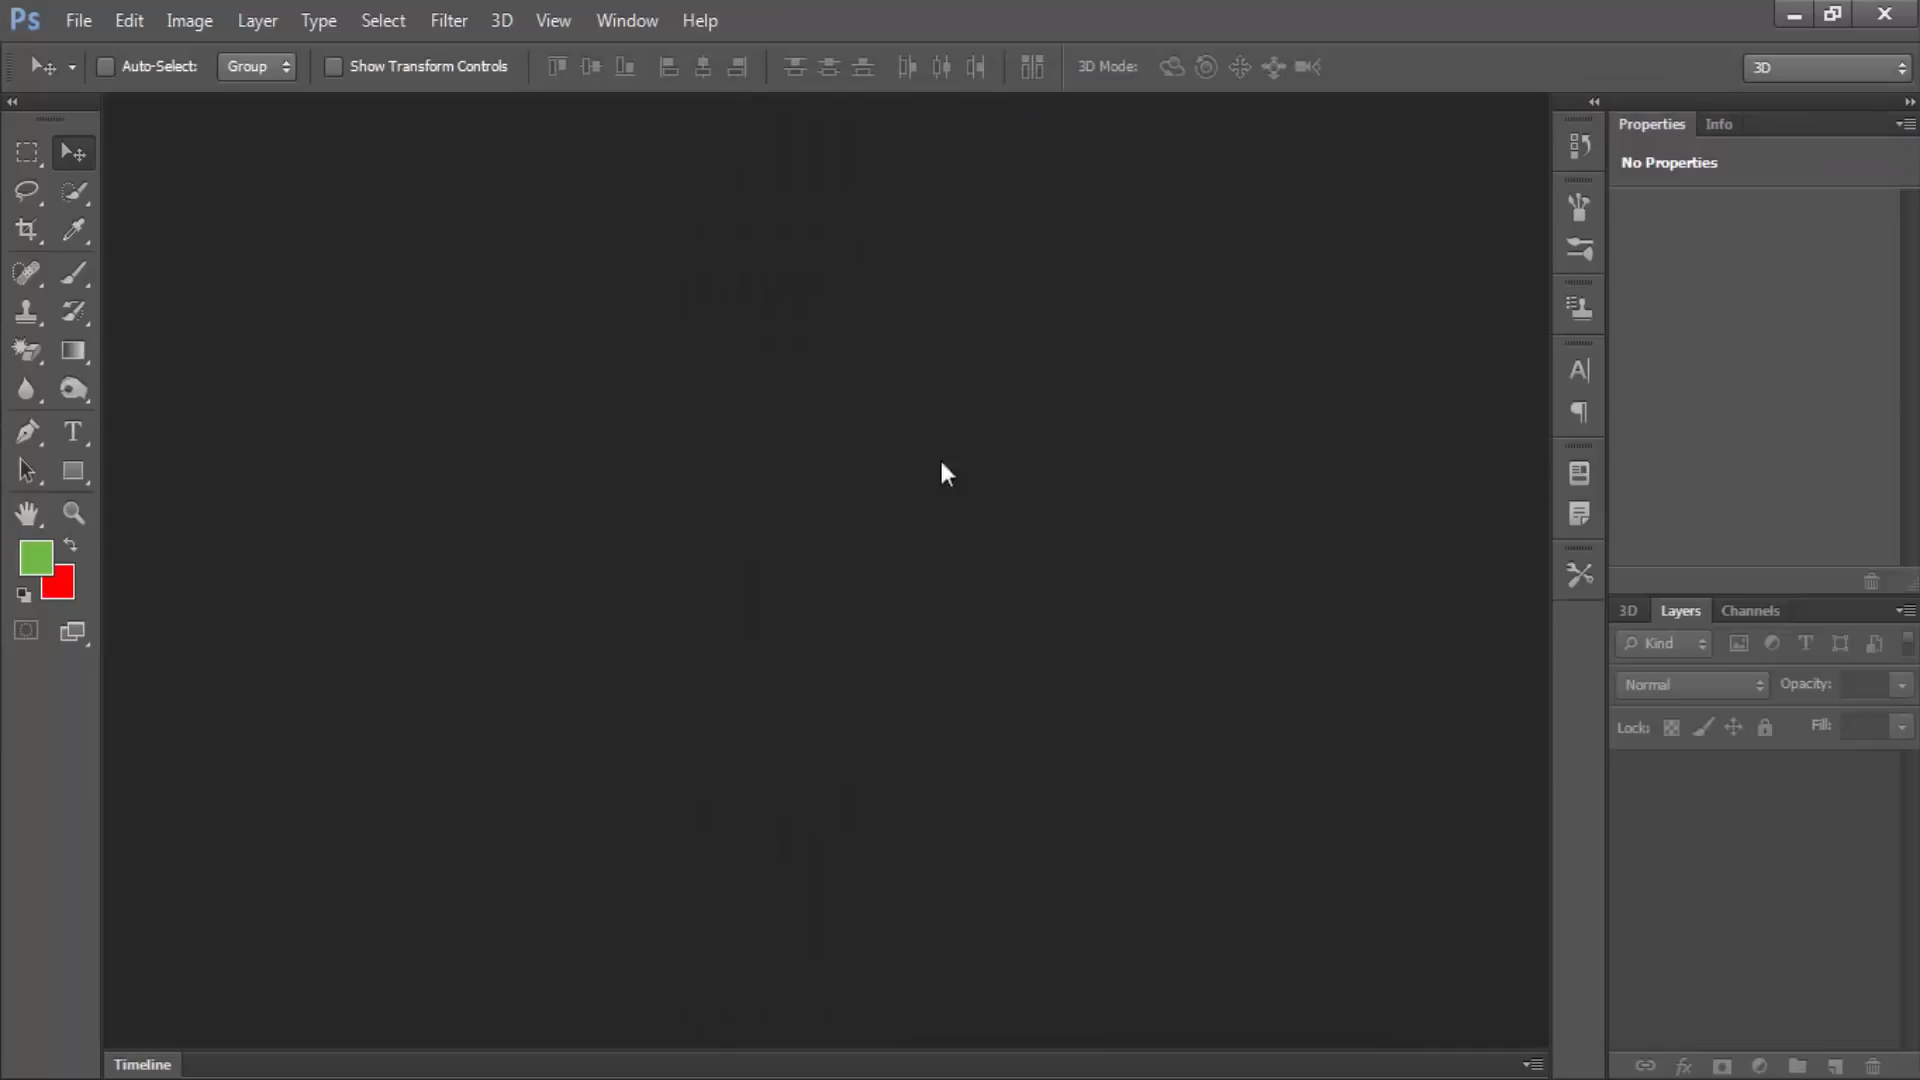 Ps File Edit Image Layer Type Select Filter 3D View Window Help
Auto-Select: Group Show Transform Controls 3D Mode: 3D
Properties Info
No Properties
3D Layers Channels
Kind
Normal Opacity:
Lock: Fill:
Timeline